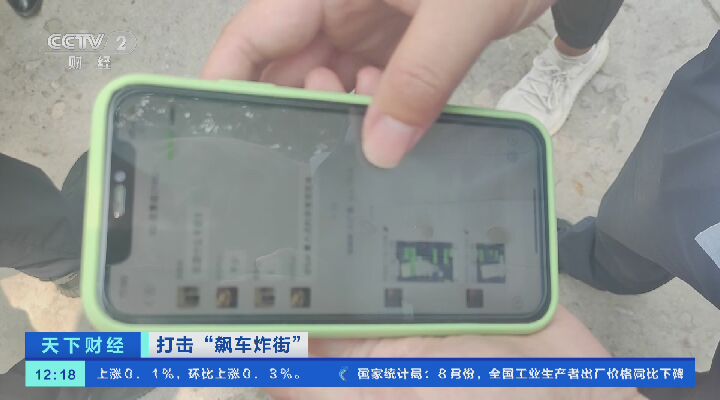 CCTV 2
财经
天下财经
打击“飙车炸街”
12:18
上涨0.1%，环比上涨0.3%。
国家统计局：8月份，全国工业生产者出厂价格同比下降